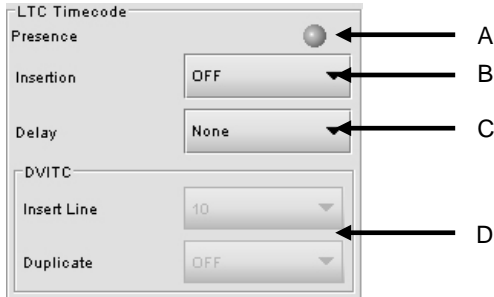 LTC Timecode
Presence A
Insertion OFF B
Delay None C
DVITC
Insert Line 10
D
Duplicate OFF